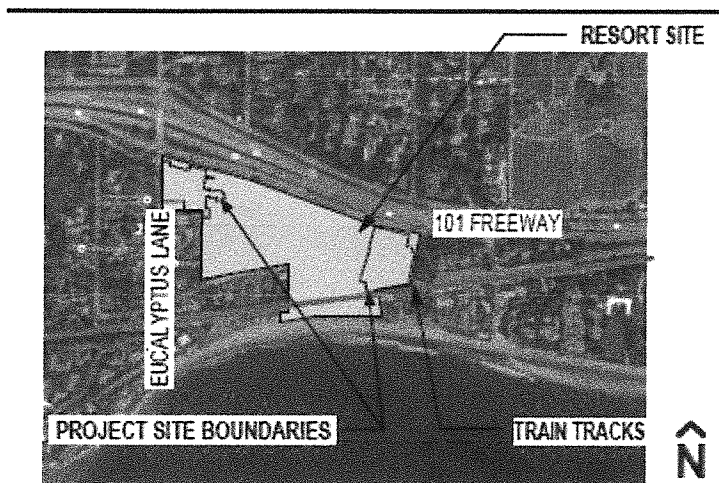 RESORT SITE
101 FREEWAY
EUCALYPTUS LANE
PROJECT SITE BOUNDARIES
TRAIN TRACKS
N